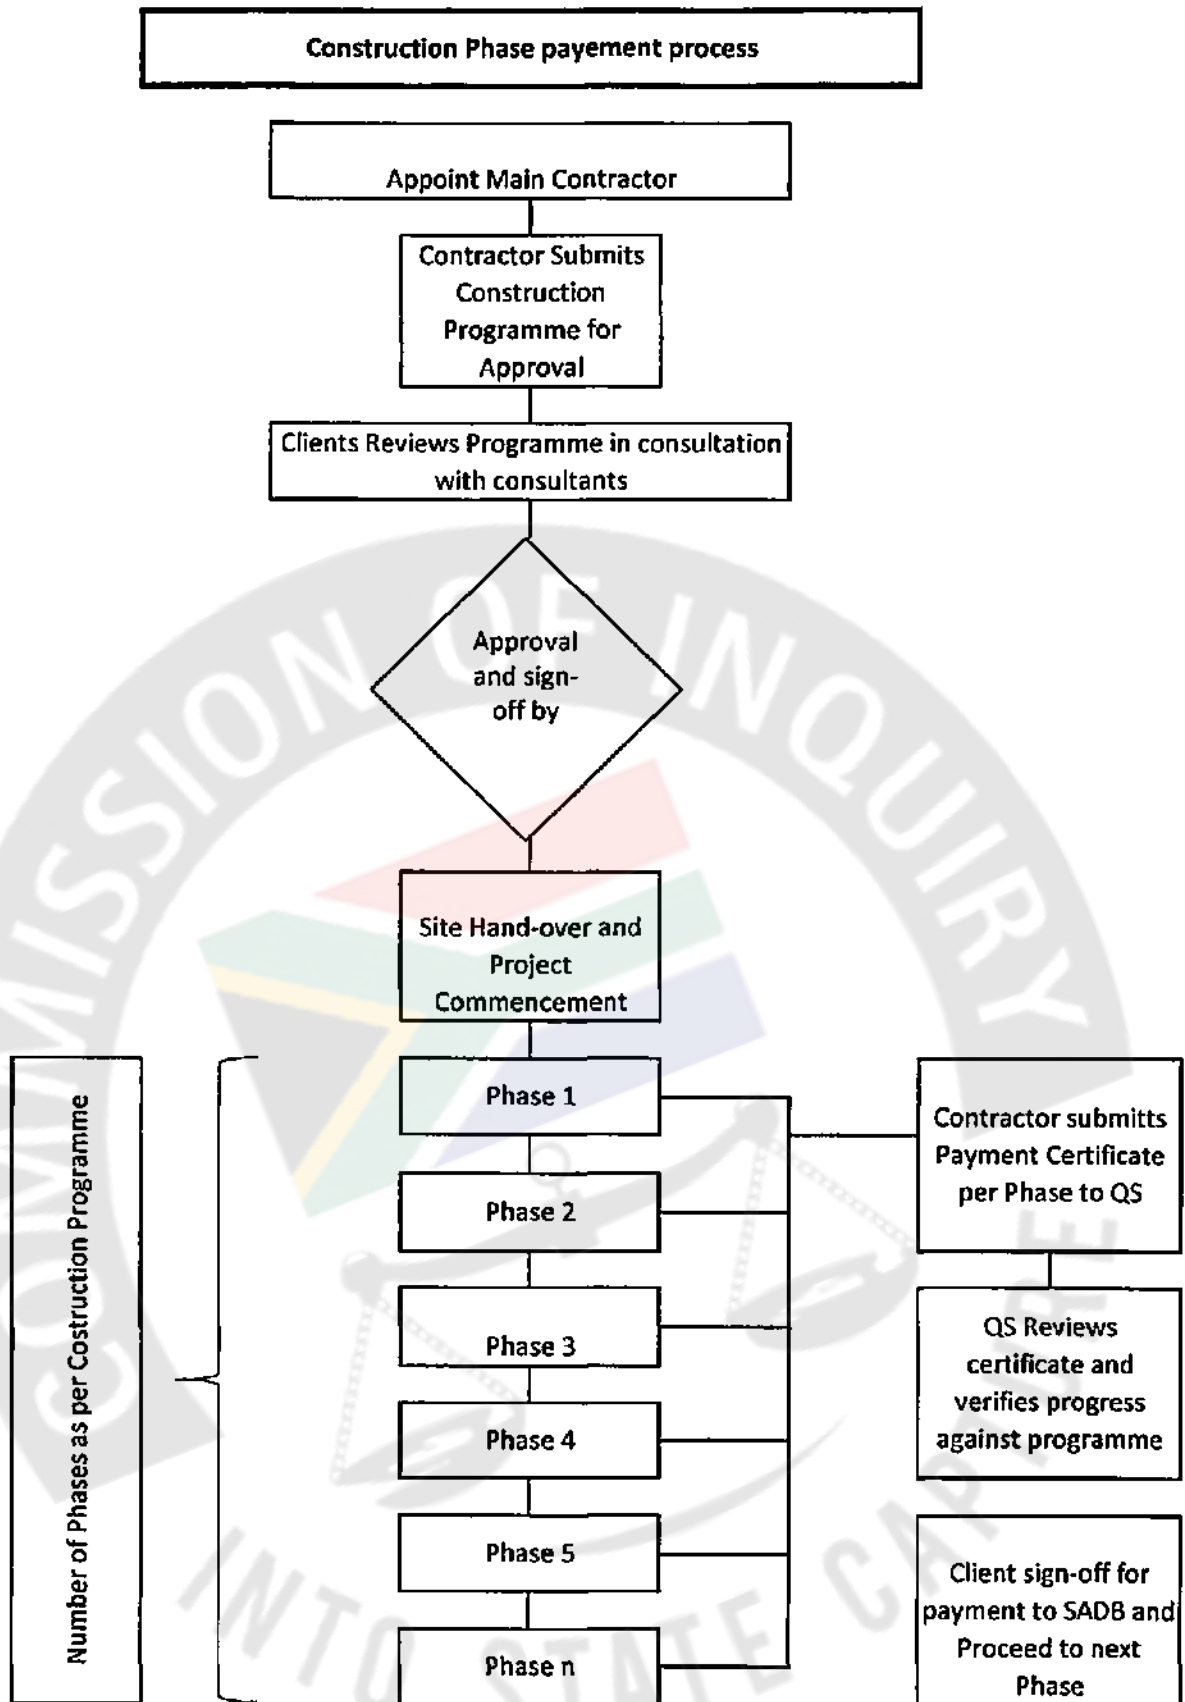 Construction Phase payement process
Appoint Main Contractor
Contractor Submits
Construction
Programme for
Approval
Clients Reviews Programme in consultation
with consultants
Approval
and sign-
off by
Site Hand-over and
Project
Commencement
Number of Phases as per Costruction Programme
Phase 1
Phase 2
Phase 3
Phase 4
Phase 5
Phase n
Contractor submitts
Payment Certificate
per Phase to QS
QS Reviews
certificate and
verifies progress
against programme
Client sign-off for
payment to SADB and
Proceed to next
Phase
COMMISSION OF INQUIRY
INTO STATE CAPTURE